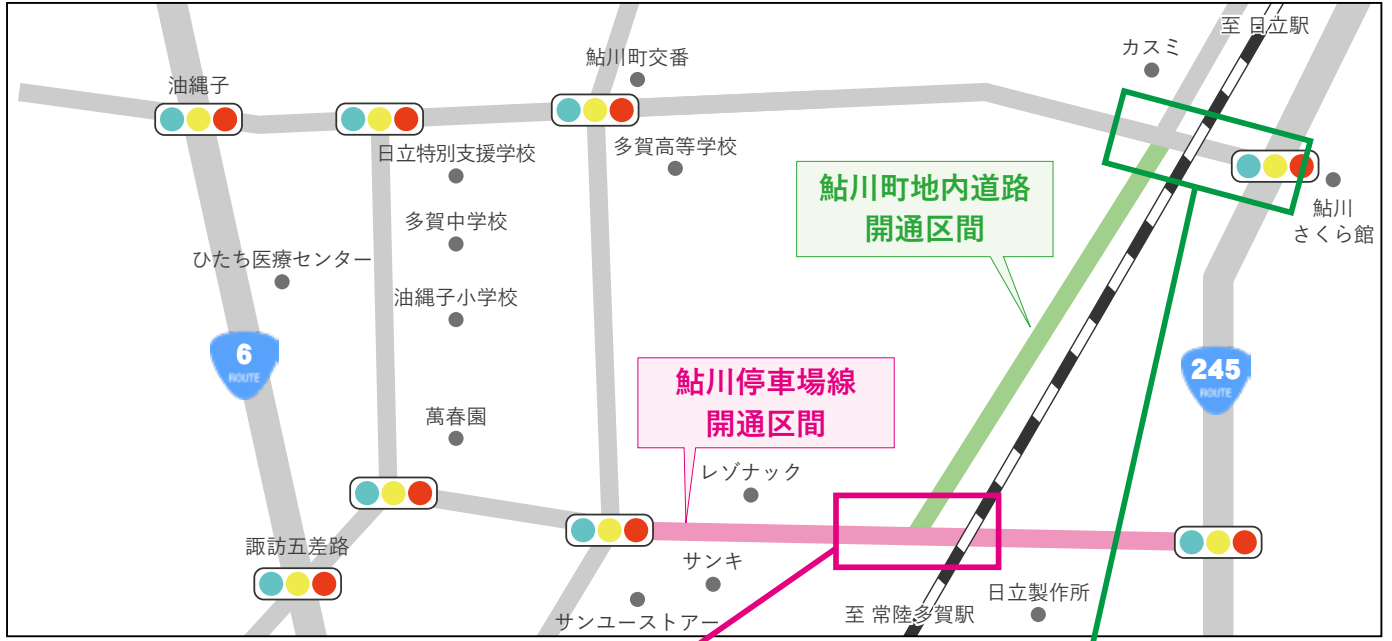 至 日立駅
カスミ
鮎川町交番
油縄子
日立特別支援学校
多賀高等学校
鮎川町地内道路
開通区間
鮎川
さくら館
多賀中学校
ひたち医療センター
油縄子小学校
6
ROUTE
245
ROUTE
鮎川停車場線
開通区間
萬春園
レゾナック
諏訪五差路
サンキ
日立製作所
サンユーストアー
至 常陸多賀駅